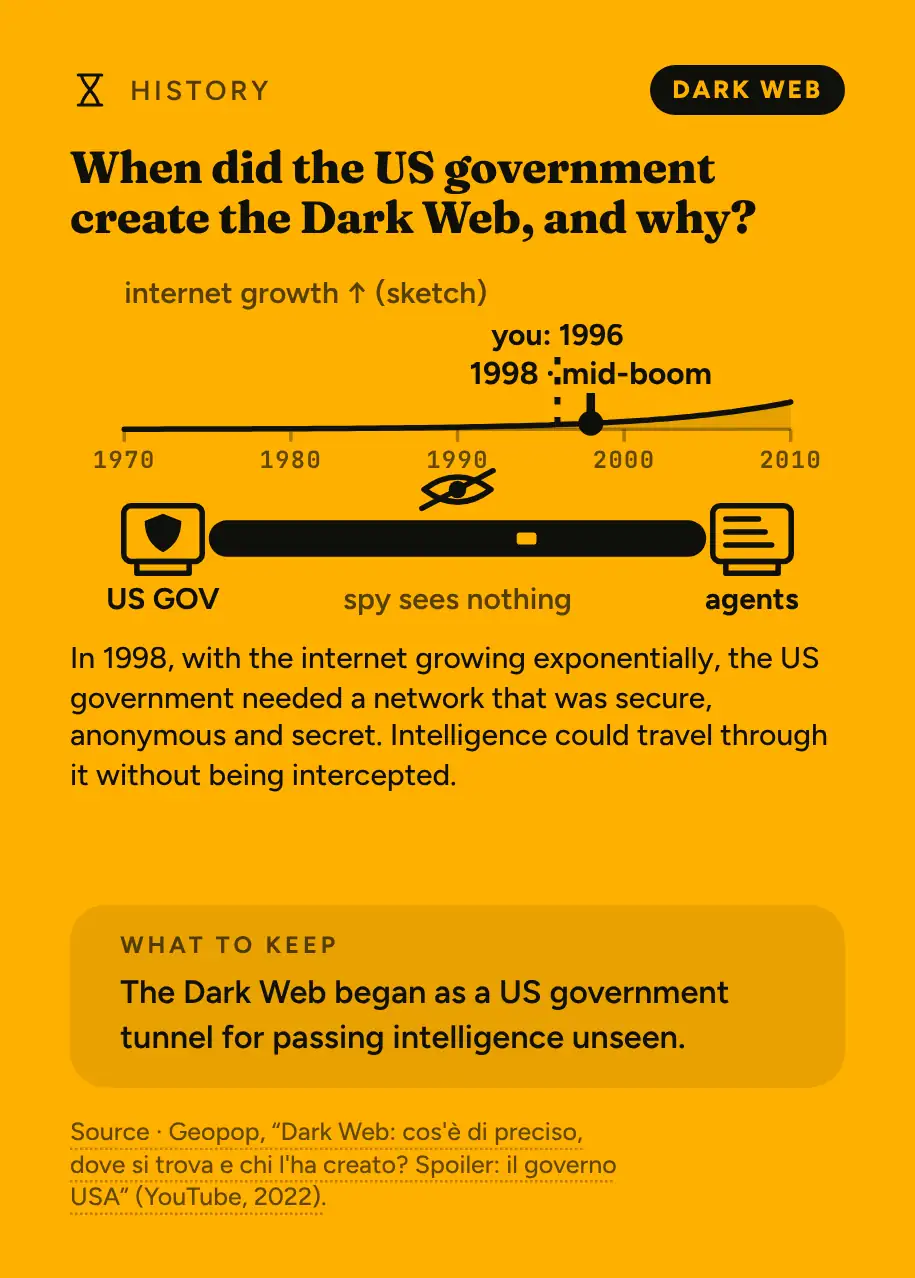 HISTORY
DARK WEB
When did the US government
create the Dark Web, and why?
internet growth ↑ (sketch)
you: 1996
1998 · mid-boom
1970 1980 1990 2000 2010
US GOV
spy sees nothing
agents
In 1998, with the internet growing exponentially, the US
government needed a network that was secure,
anonymous and secret. Intelligence could travel through
it without being intercepted.
WHAT TO KEEP
The Dark Web began as a US government
tunnel for passing intelligence unseen.
Source · Geopop, “Dark Web: cos'è di preciso,
dove si trova e chi l'ha creato? Spoiler: il governo
USA” (YouTube, 2022).